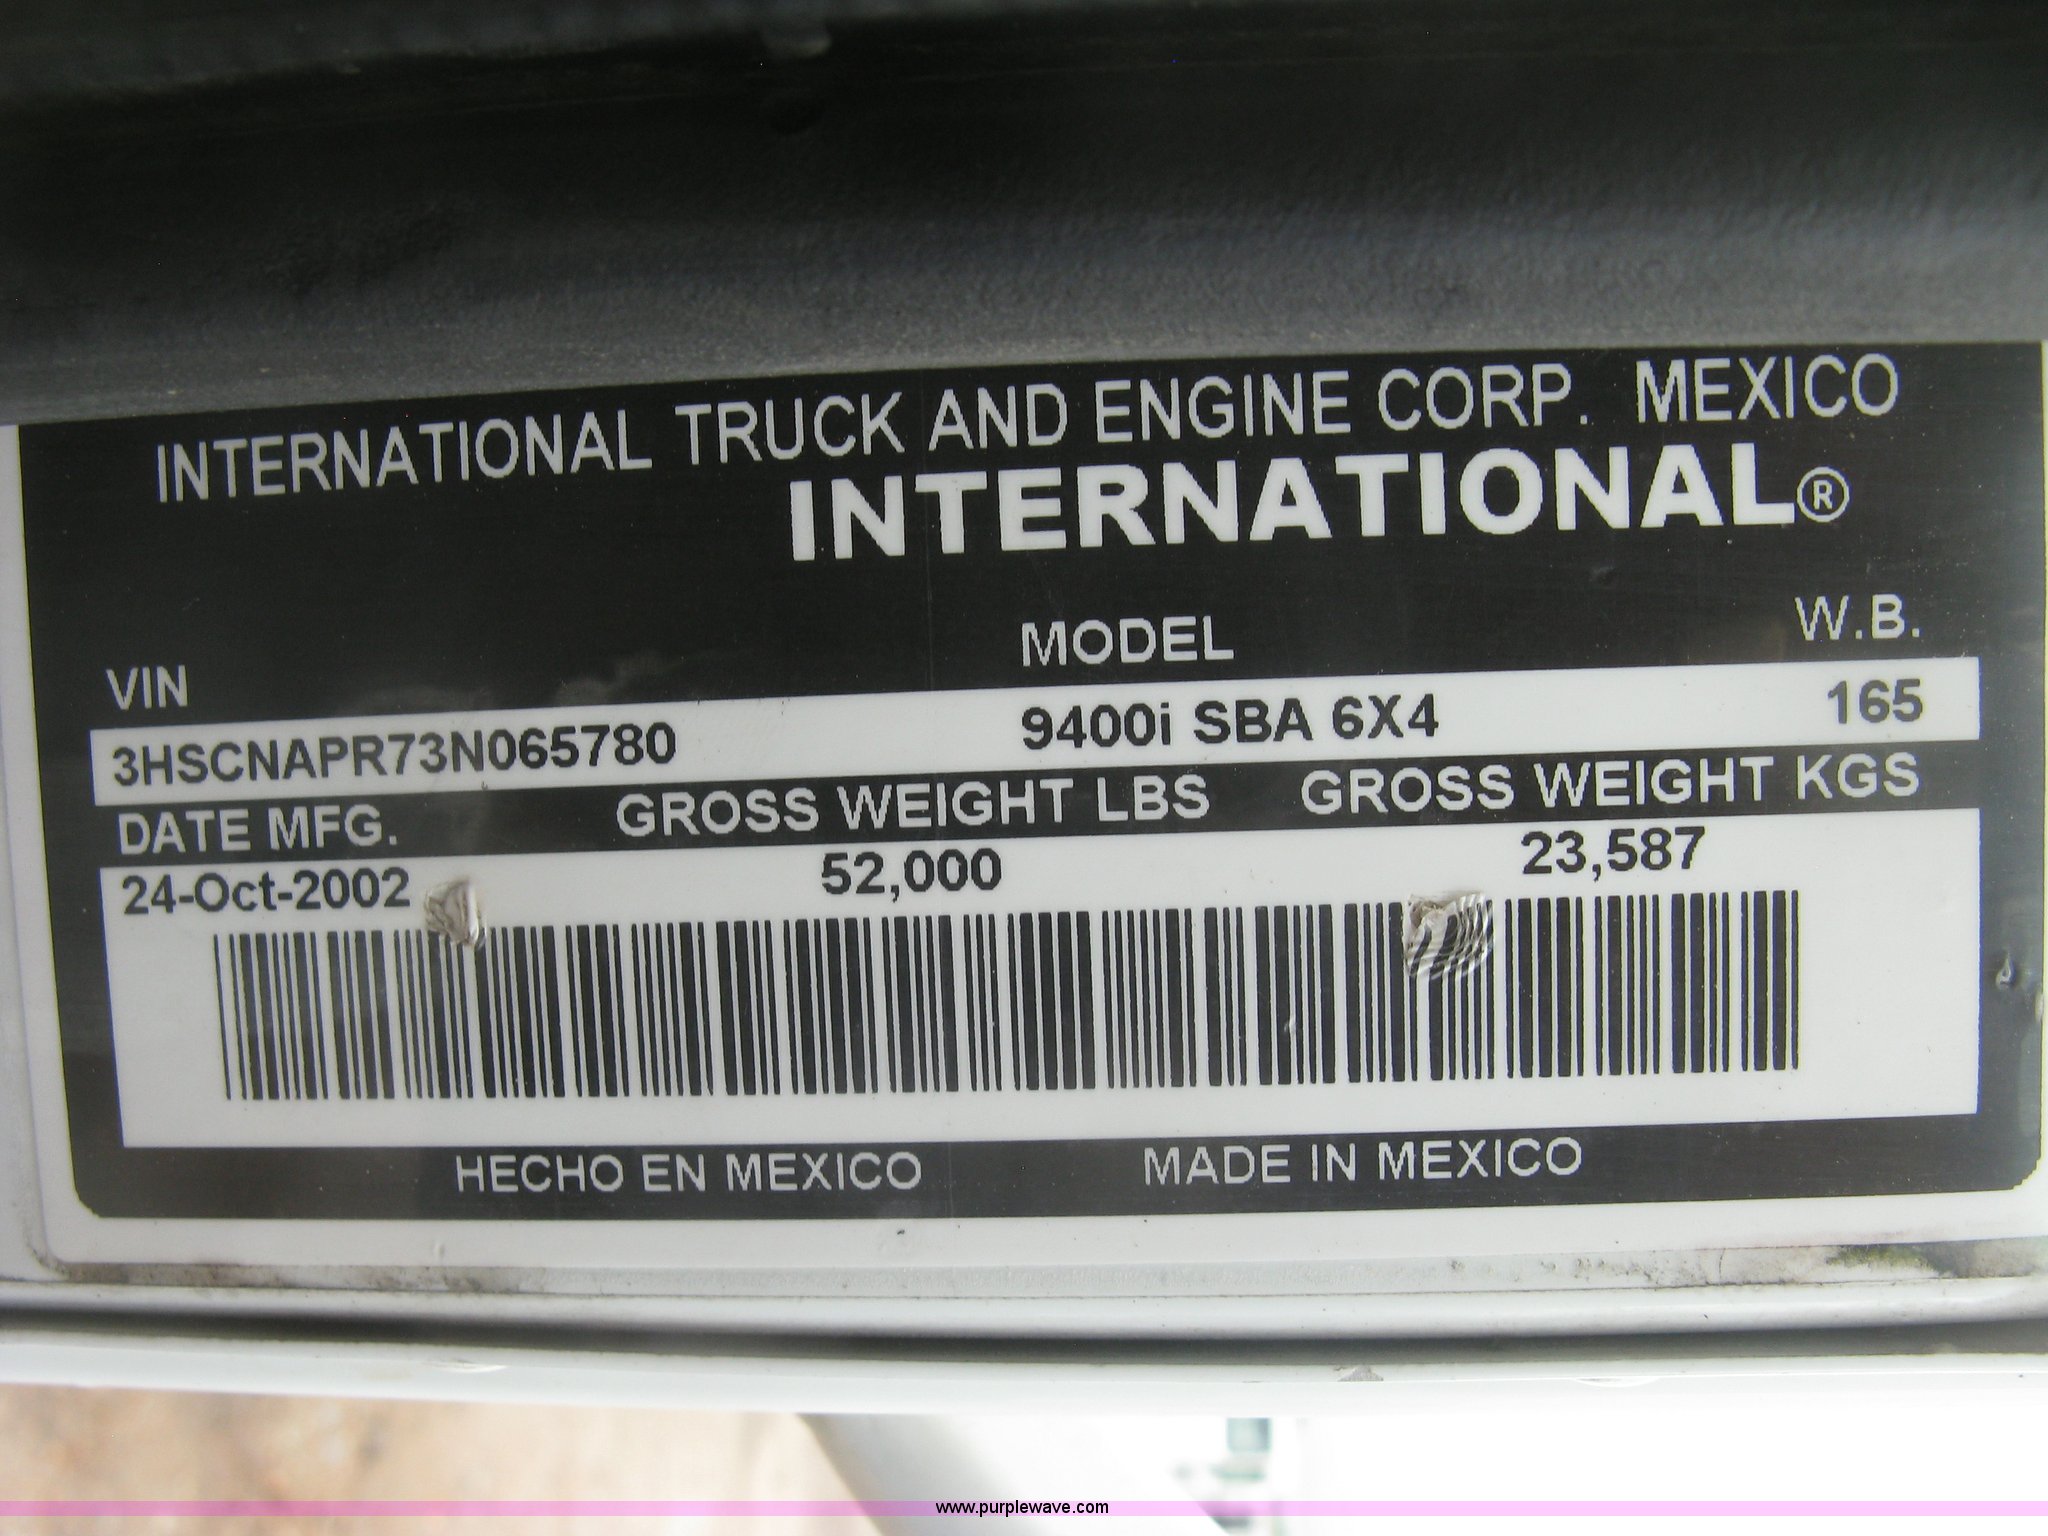 INTERNATIONAL TRUCK AND ENGINE CORP. MEXICO
INTERNATIONAL®
VIN MODEL W.B.
3HSCNAPR73N065780 9400i SBA 6X4 165
DATE MFG. GROSS WEIGHT LBS GROSS WEIGHT KGS
24-Oct-2002 52,000 23,587
HECHO EN MEXICO MADE IN MEXICO
www.purplewave.com